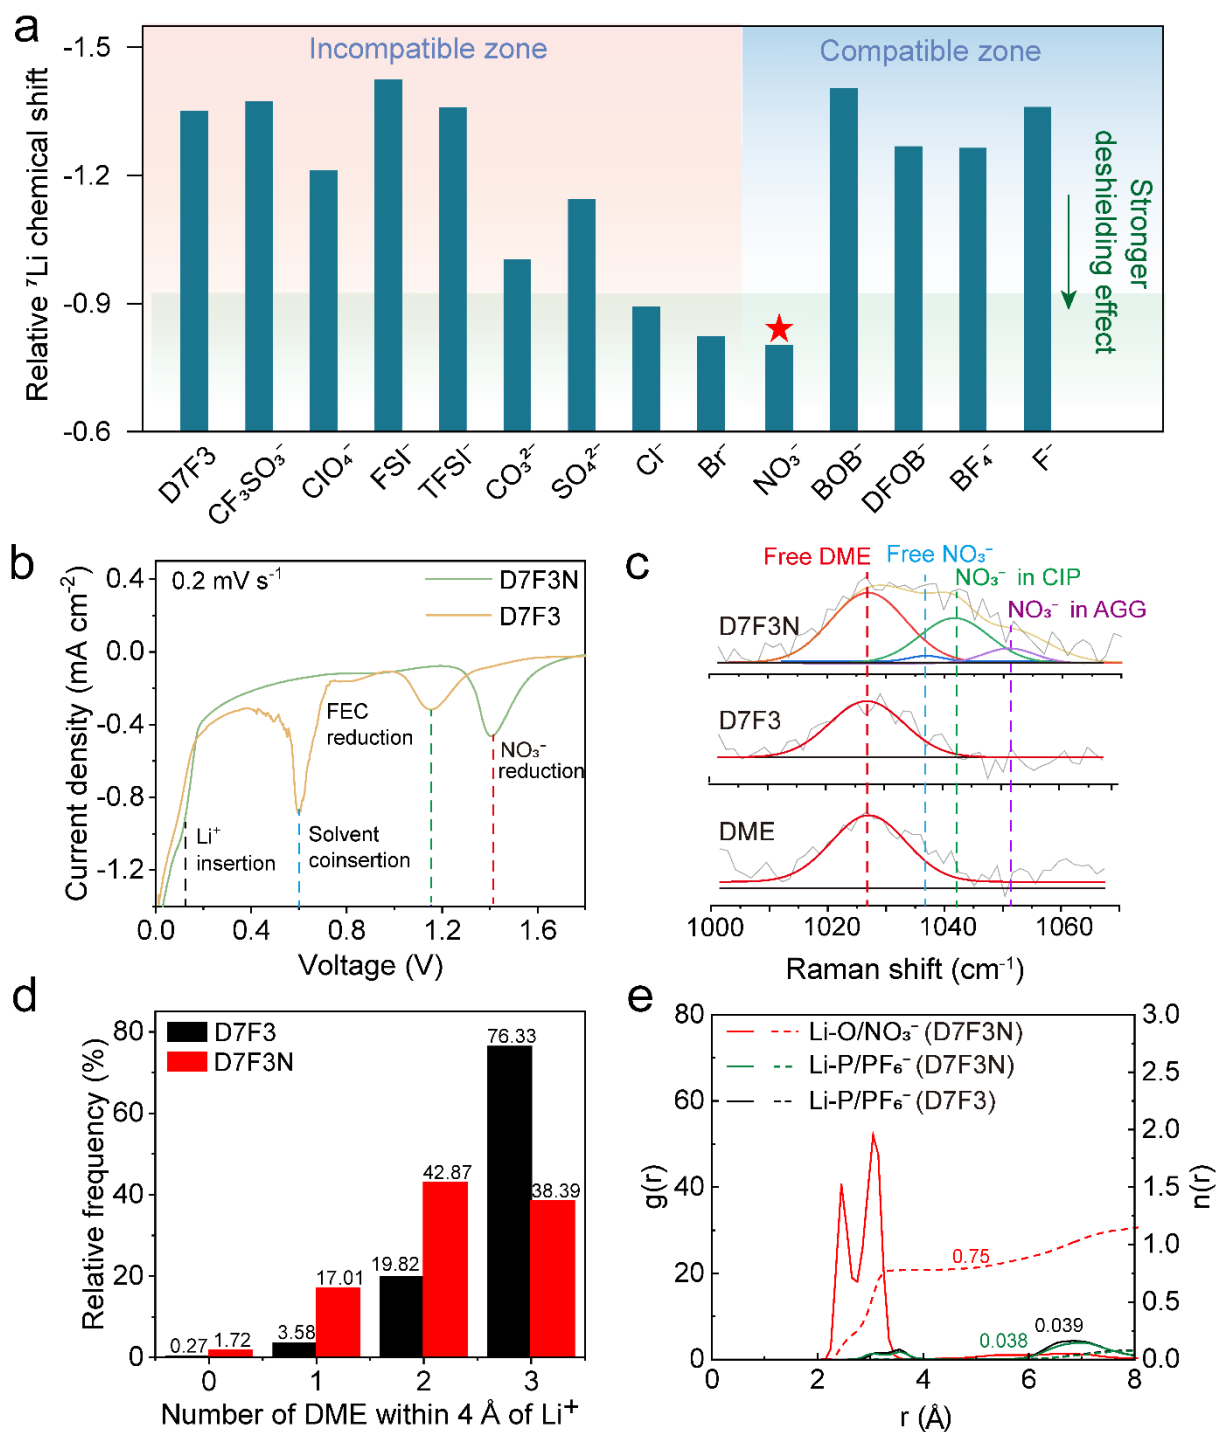 a
Incompatible zone
Compatible zone
Relative ⁷Li chemical shift
-1.5
-1.2
-0.9
-0.6
Stronger
deshielding effect
D7F3
CF₃SO₃⁻
ClO₄⁻
FSI⁻
TFSI⁻
CO₃²⁻
SO₄²⁻
Cl⁻
Br⁻
NO₃⁻
BOB⁻
DFOB⁻
BF₄⁻
F⁻
b
0.2 mV s⁻¹
D7F3N
D7F3
Current density (mA cm⁻²)
0.4
0.0
-0.4
-0.8
-1.2
FEC
reduction
NO₃⁻
reduction
Li⁺
insertion
Solvent
coinsertion
0.0
0.4
0.8
1.2
1.6
Voltage (V)
c
Free DME
Free NO₃⁻
NO₃⁻ in CIP
NO₃⁻ in AGG
D7F3N
D7F3
DME
1000
1020
1040
1060
Raman shift (cm⁻¹)
d
D7F3
D7F3N
Relative frequency (%)
80
60
40
20
0
0.27
1.72
3.58
17.01
19.82
42.87
76.33
38.39
0
1
2
3
Number of DME within 4 Å of Li⁺
e
Li-O/NO₃⁻ (D7F3N)
Li-P/PF₆⁻ (D7F3N)
Li-P/PF₆⁻ (D7F3)
g(r)
80
60
40
20
0
n(r)
3.0
2.5
2.0
1.5
1.0
0.5
0.0
0.75
0.038
0.039
0
2
4
6
8
r (Å)